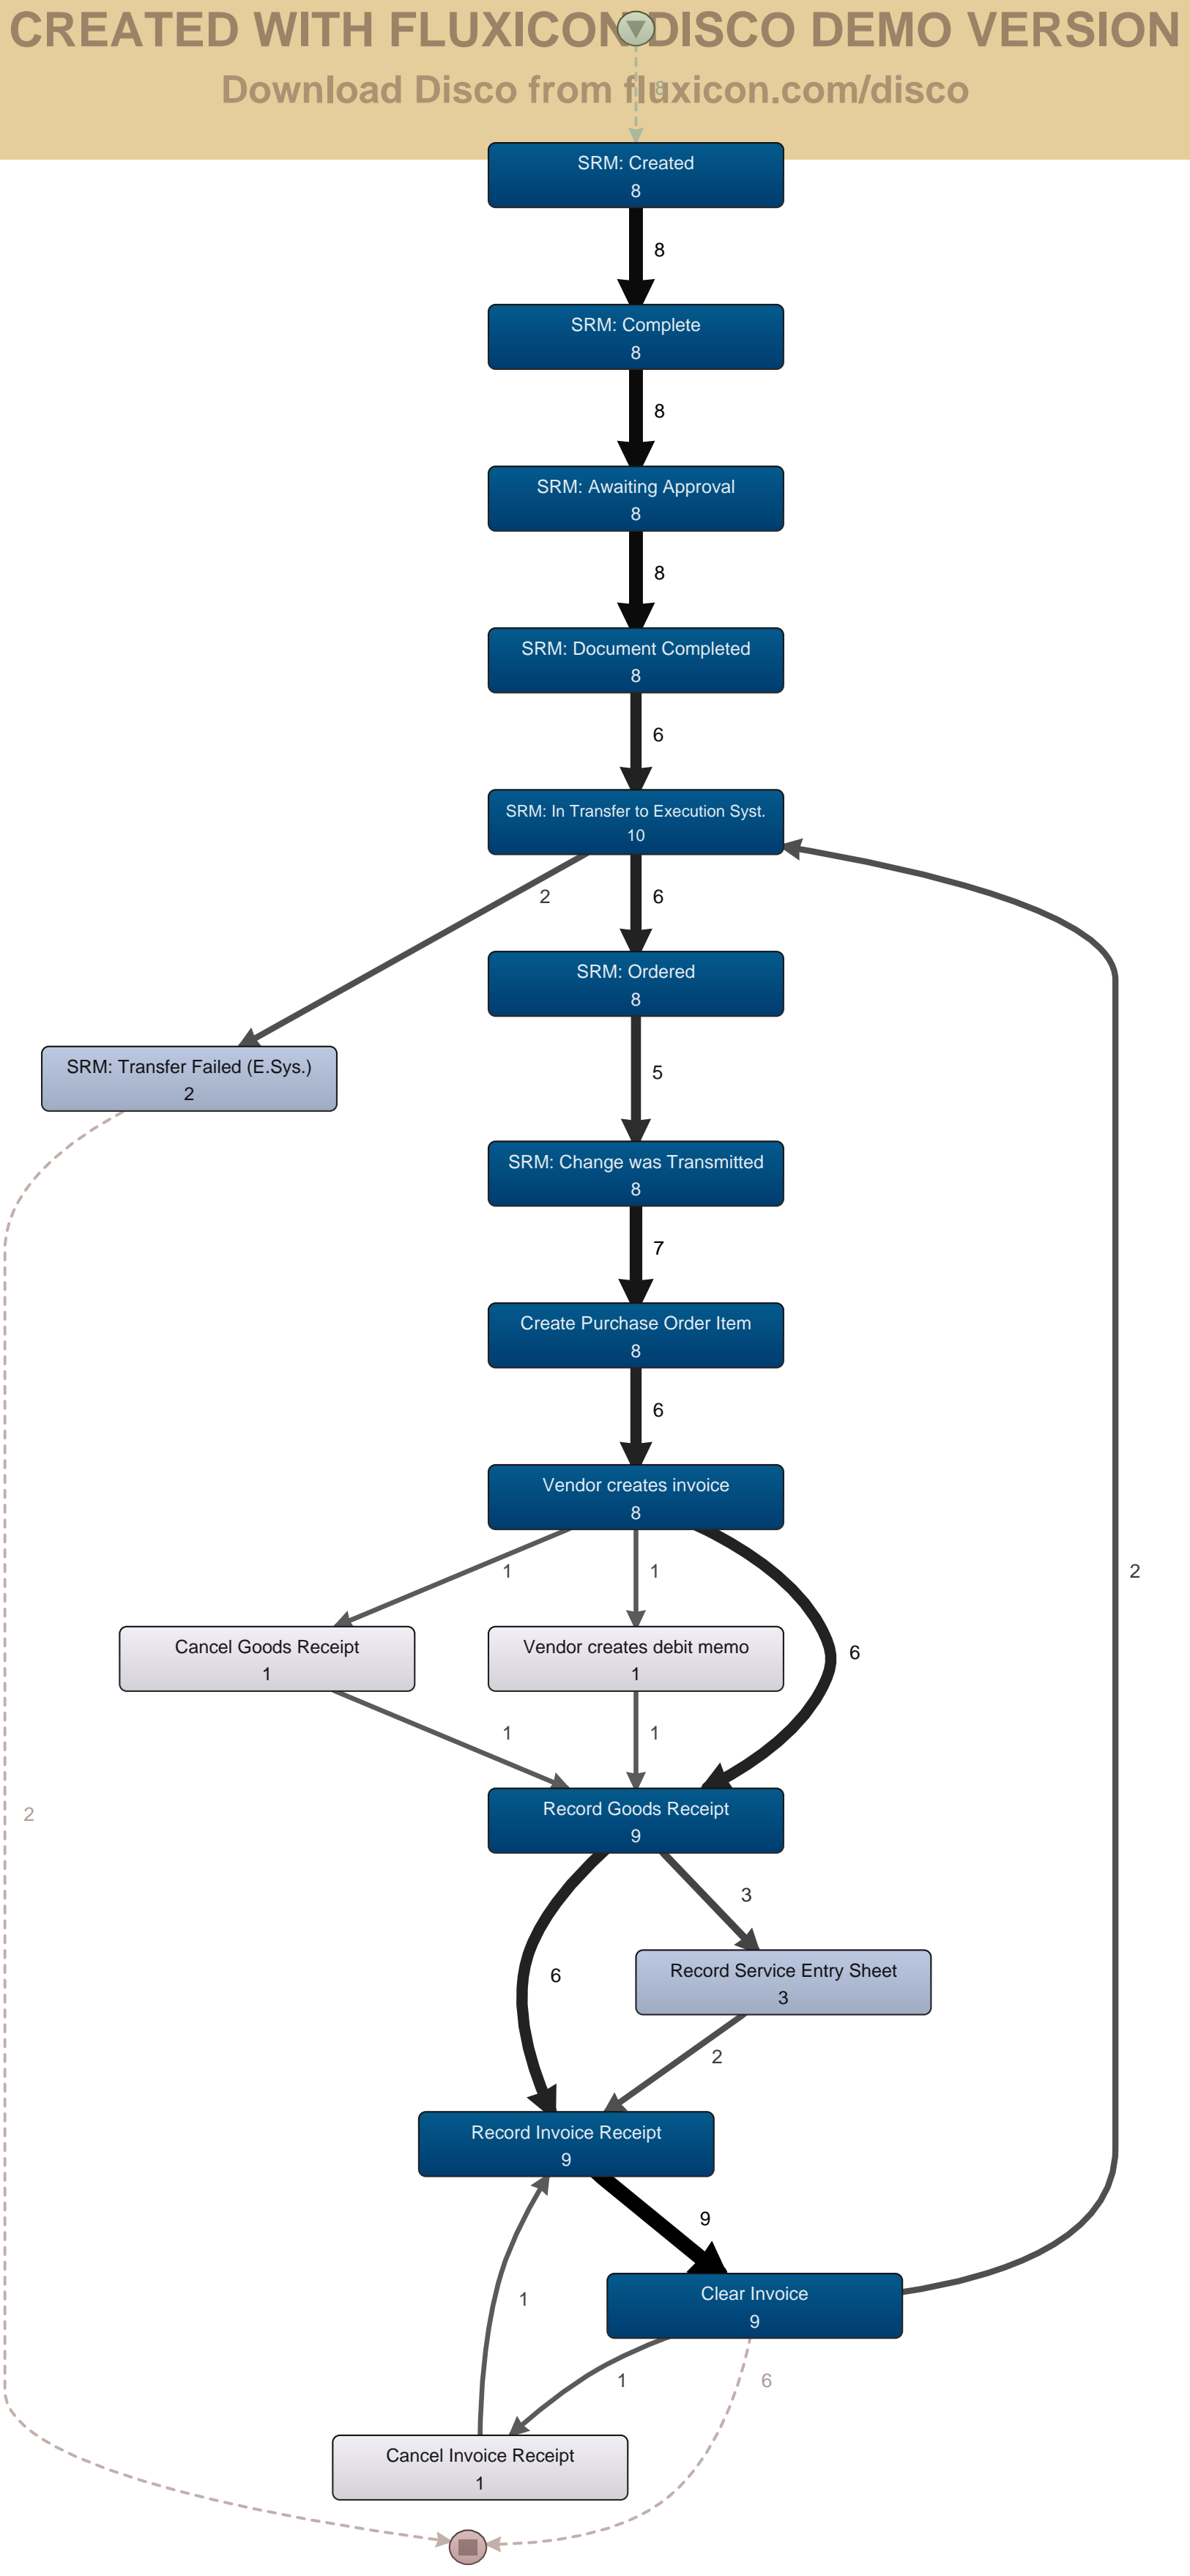 CREATED WITH FLUXICON DISCO DEMO VERSION
Download Disco from fluxicon.com/disco
8
SRM: Created
8
8
SRM: Complete
8
8
SRM: Awaiting Approval
8
8
SRM: Document Completed
8
6
SRM: In Transfer to Execution Syst.
10
2
6
SRM: Ordered
8
SRM: Transfer Failed (E.Sys.)
2
5
SRM: Change was Transmitted
8
7
Create Purchase Order Item
8
6
Vendor creates invoice
8
1
1
2
Cancel Goods Receipt
1
Vendor creates debit memo
1
6
1
1
Record Goods Receipt
9
2
3
6
Record Service Entry Sheet
3
2
Record Invoice Receipt
9
9
1
Clear Invoice
9
1
6
Cancel Invoice Receipt
1